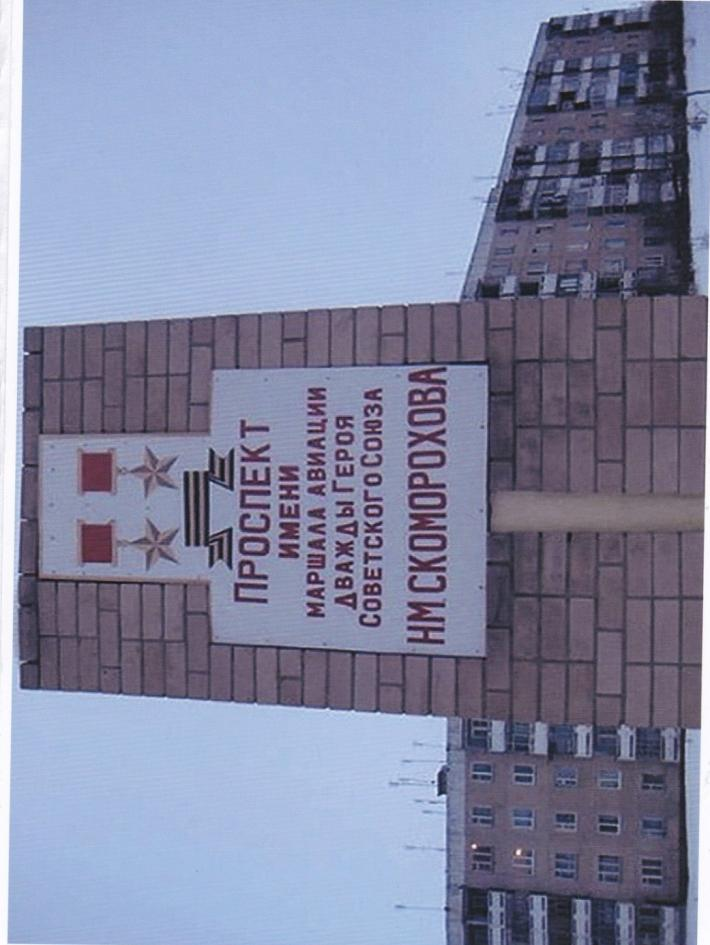 ПРОСПЕКТ
ИМЕНИ
МАРШАЛА АВИАЦИИ
ДВАЖДЫ ГЕРОЯ
СОВЕТСКОГО СОЮЗА
Н.М. СКОМОРОХОВА